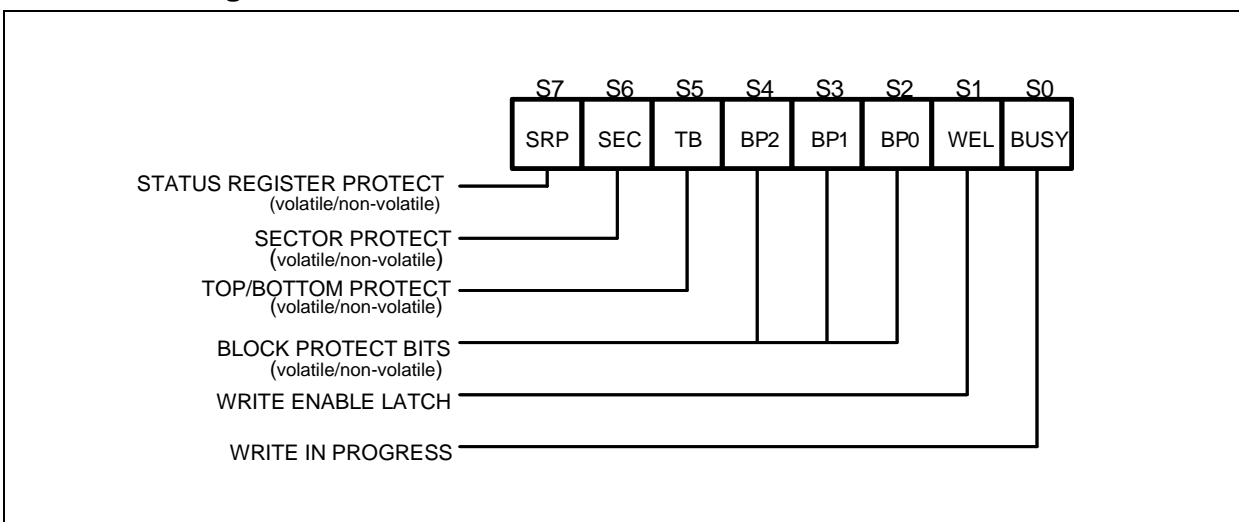 S7 S6 S5 S4 S3 S2 S1 S0
SRP SEC TB BP2 BP1 BP0 WEL BUSY
STATUS REGISTER PROTECT
(volatile/non-volatile)
SECTOR PROTECT
(volatile/non-volatile)
TOP/BOTTOM PROTECT
(volatile/non-volatile)
BLOCK PROTECT BITS
(volatile/non-volatile)
WRITE ENABLE LATCH
WRITE IN PROGRESS